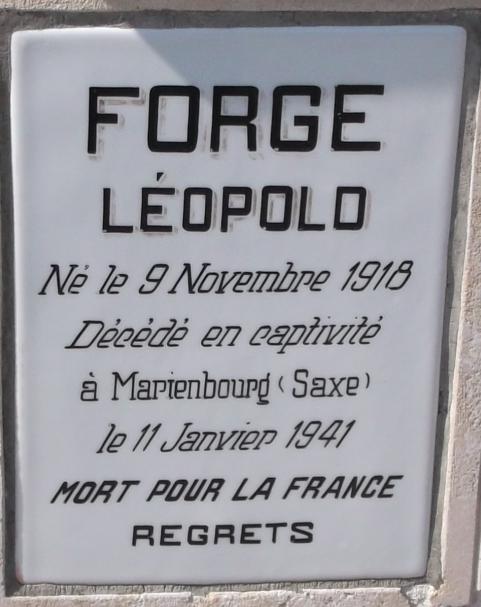 FORGE
LÉOPOLD
Né le 9 Novembre 1918
Décédé en captivité
à Marienbourg (Saxe)
le 11 Janvier 1941
MORT POUR LA FRANCE
REGRETS